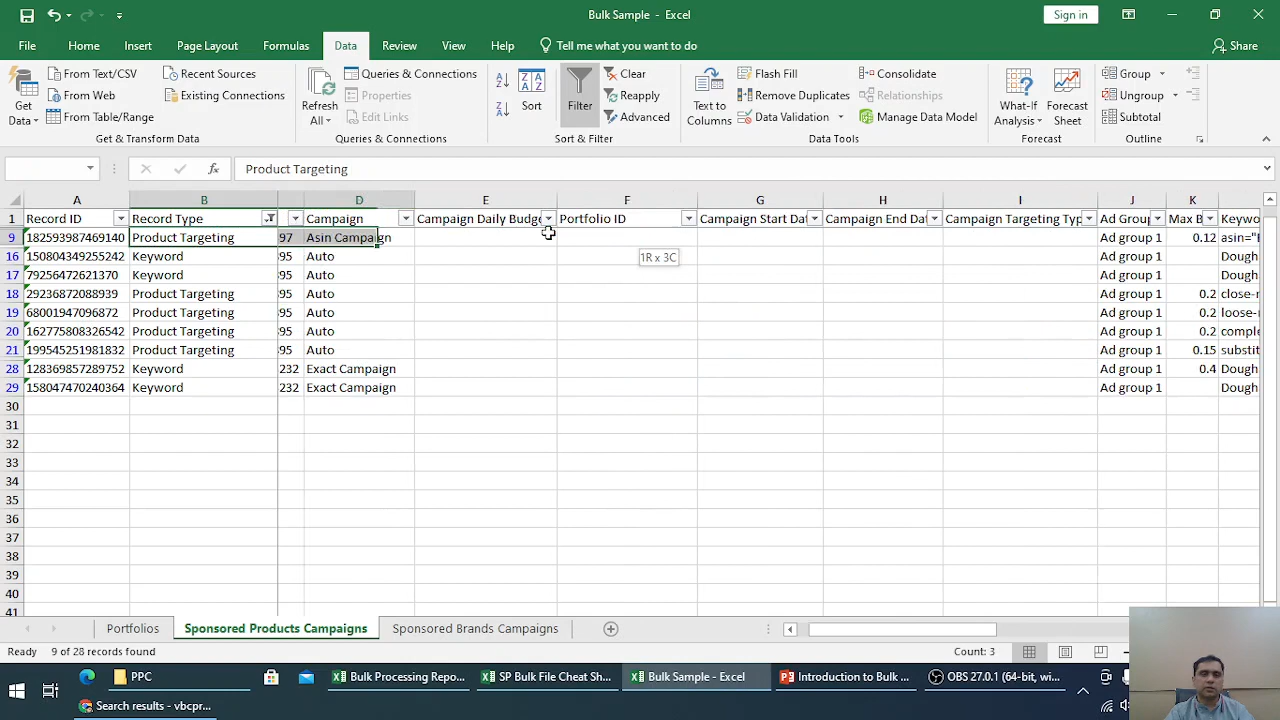 Bulk Sample - Excel
Sign in
File Home Insert Page Layout Formulas Data Review View Help Tell me what you want to do Share
Get Data
From Text/CSV
From Web
From Table/Range
Recent Sources
Existing Connections
Get & Transform Data
Refresh All
Queries & Connections
Properties
Edit Links
Queries & Connections
Sort
Filter
Clear
Reapply
Advanced
Sort & Filter
Text to Columns
Flash Fill
Remove Duplicates
Data Validation
Consolidate
Relationships
Manage Data Model
Data Tools
What-If Analysis
Forecast Sheet
Forecast
Group
Ungroup
Subtotal
Outline
fx Product Targeting
A B D E F G H I J K L
1 Record ID Record Type Campaign Campaign Daily Budge Portfolio ID Campaign Start Dat Campaign End Dat Campaign Targeting Typ Ad Group Max B Keywo
9 182593987469140 Product Targeting 97 Asin Campaign Ad group 1 0.12 asin="
16 150804349255242 Keyword 95 Auto Ad group 1 Dough
17 79256472621370 Keyword 95 Auto Ad group 1 Dough
18 29236872088939 Product Targeting 95 Auto Ad group 1 0.2 close-
19 68001947096872 Product Targeting 95 Auto Ad group 1 0.2 loose-
20 162775808326542 Product Targeting 95 Auto Ad group 1 0.2 comple
21 199545251981832 Product Targeting 95 Auto Ad group 1 0.15 substit
28 128369857289752 Keyword 232 Exact Campaign Ad group 1 0.4 Dough
29 158047470240364 Keyword 232 Exact Campaign Ad group 1 Dough
1R x 3C
30
31
32
33
34
35
36
37
38
39
40
41
Portfolios Sponsored Products Campaigns Sponsored Brands Campaigns
Ready 9 of 28 records found Count: 3
PPC
Bulk Processing Repo...
SP Bulk File Cheat Sh...
Bulk Sample - Excel
Introduction to Bulk ...
OBS 27.0.1 (64-bit, wi...
Search results - vbcpr...